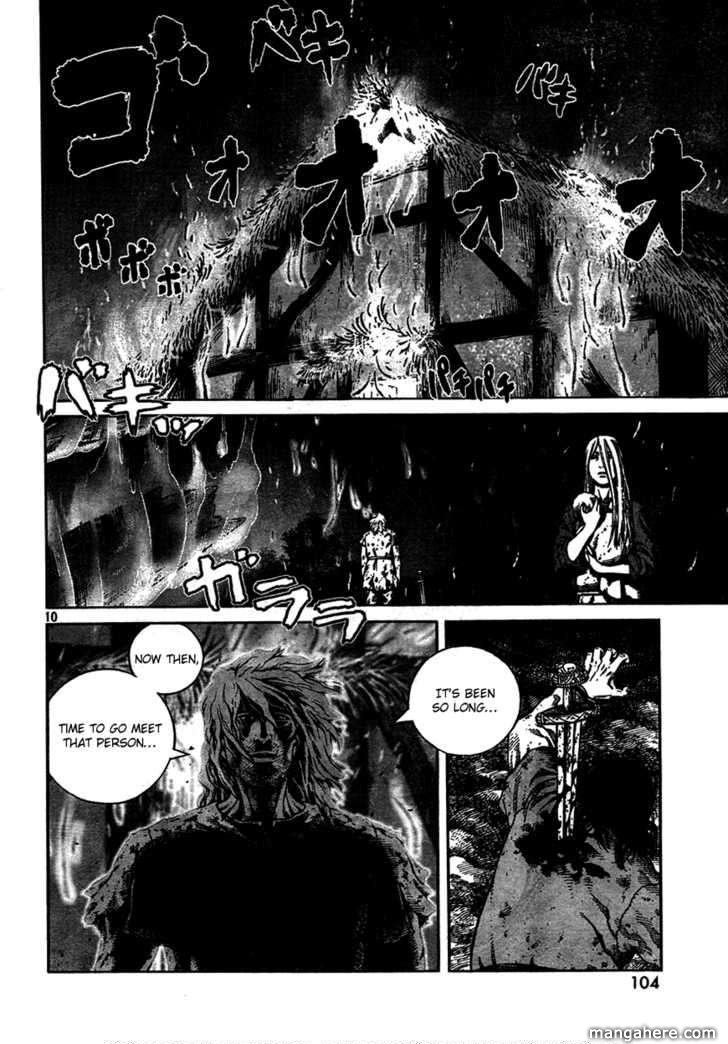 ゴ
オ
オ
オ
オ
ベキ
バキ
ボ
ボ
ボ
パチ
パチ
バキッ
ガララ
10
IT'S BEEN
SO LONG...
NOW THEN,
TIME TO GO MEET
THAT PERSON...
104
mangahere.com